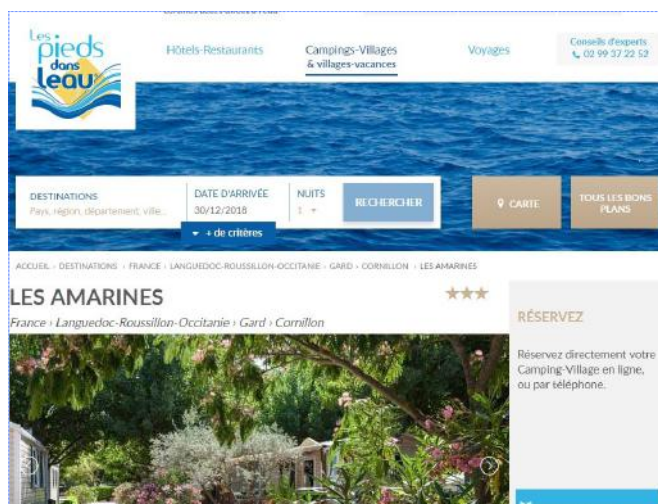 Les
pieds
dans
leau
Hôtels-Restaurants
Campings-Villages
& villages-vacances
Voyages
Conseils d'experts
02 99 37 22 52
DESTINATIONS
Pays, région, département, ville...
DATE D'ARRIVÉE
30/12/2018
NUITS
1
RECHERCHER
CARTE
TOUS LES BONS
PLANS
+ de critères
ACCUEIL › DESTINATIONS › FRANCE › LANGUEDOC-ROUSSILLON-OCCITANIE › GARD › CORNILLON › LES AMARINES
LES AMARINES
France › Languedoc-Roussillon-Occitanie › Gard › Cornillon
RÉSERVEZ
Réservez directement votre
Camping-Village en ligne,
ou par téléphone.